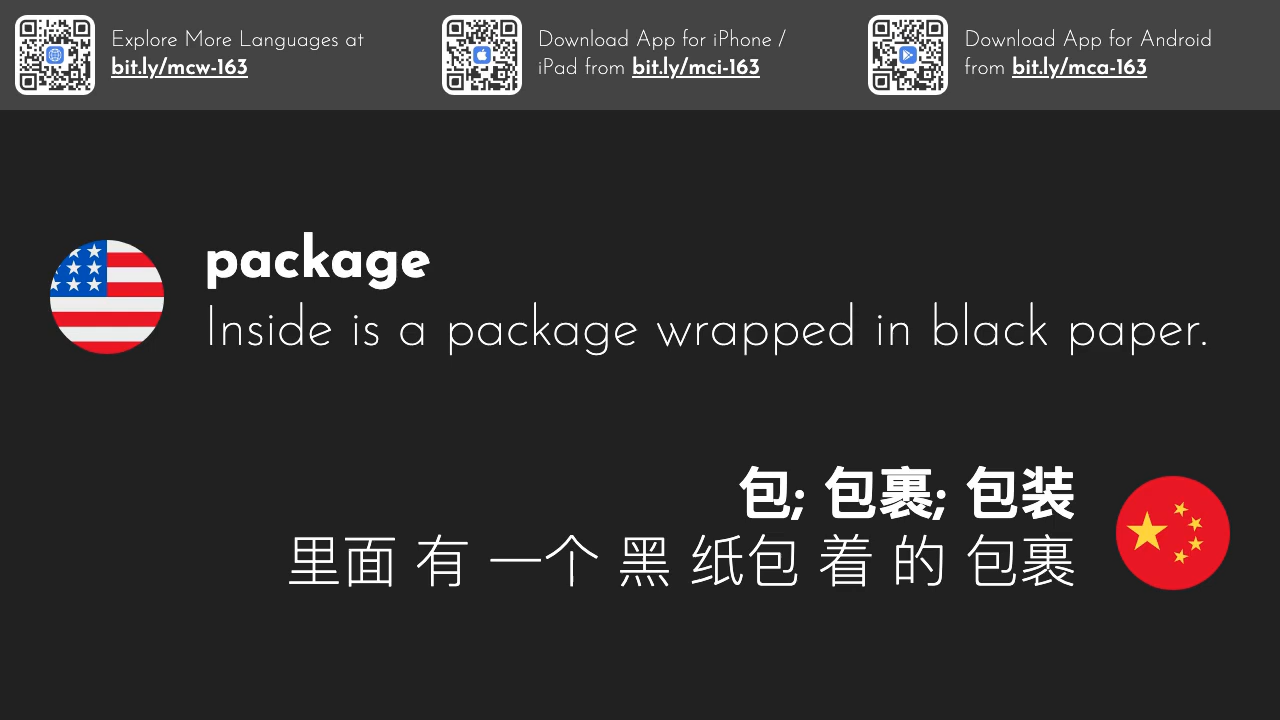 Explore More Languages at
bit.ly/mcw-163
Download App for iPhone /
iPad from bit.ly/mci-163
Download App for Android
from bit.ly/mca-163
package
Inside is a package wrapped in black paper.
包; 包裹; 包装
里面 有 一个 黑 纸包 着 的 包裹